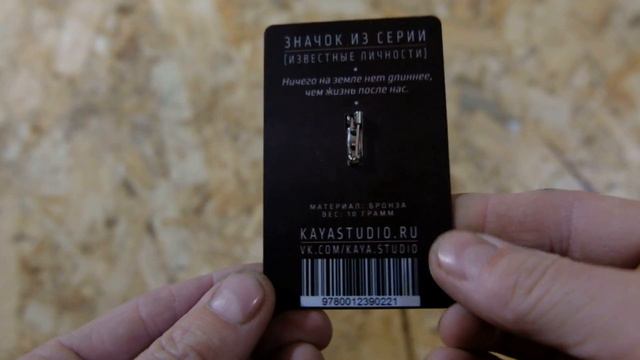 ЗНАЧОК ИЗ СЕРИИ
[ИЗВЕСТНЫЕ ЛИЧНОСТИ]
Ничего на земле нет длиннее,
чем жизнь после нас.
МАТЕРИАЛ: БРОНЗА
ВЕС: 10 ГРАММ
KAYASTUDIO.RU
VK.COM/KAYA.STUDIO
9780012390221